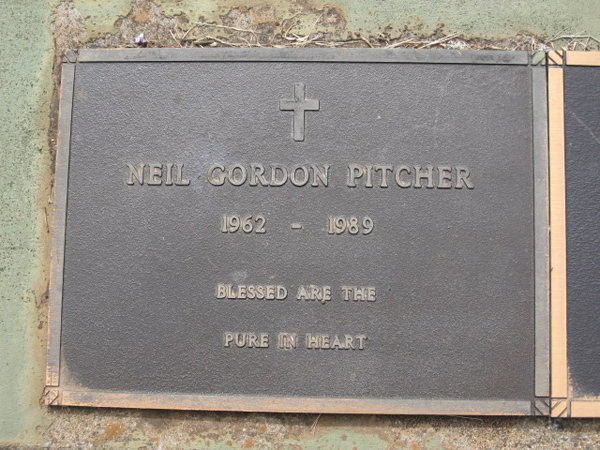 NEIL GORDON PITCHER
1962 - 1989
BLESSED ARE THE
PURE IN HEART